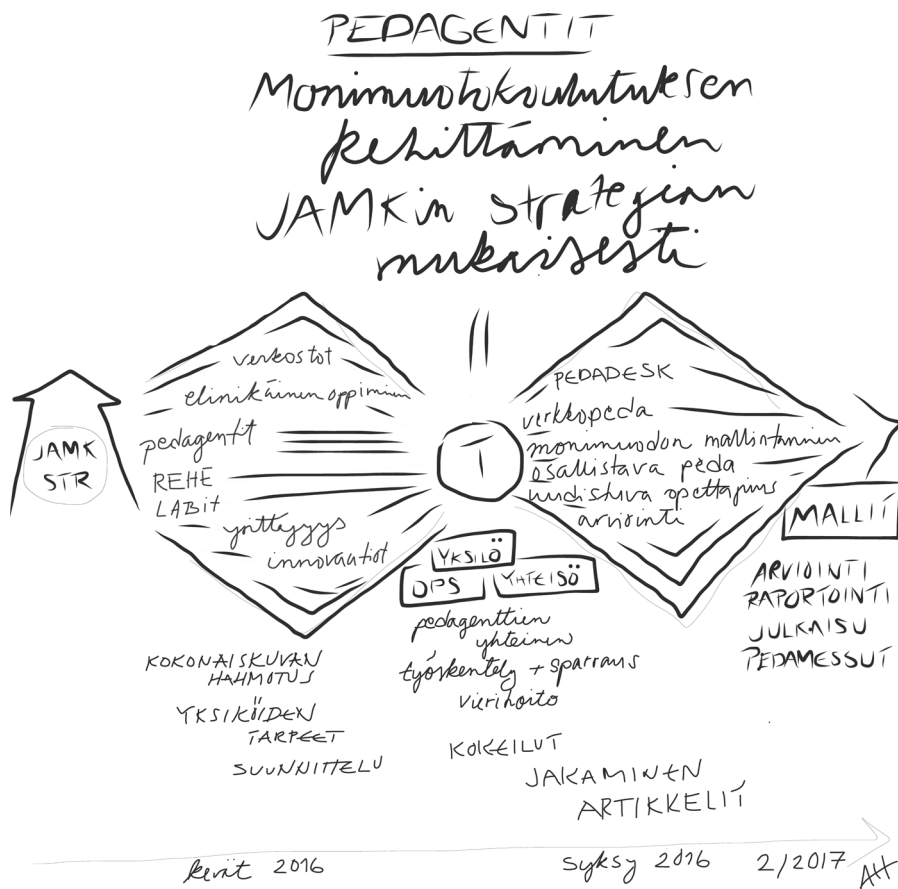 PEDAGENTIT
Monimuotokoulutuksen
kehittäminen
JAMKin strategian
mukaisesti
JAMK
STR
verkostot
elinikäinen oppiminen
pedagentit
REHE
LABit
yrittäjyys
innovaatiot
1
PEDADESK
verkkopeda
monimuodon mallintaminen
osallistava peda
uudistuva opettajuus
arviointi
YKSILÖ
OPS
YHTEISÖ
pedagenttien
yhteinen
työskentely + sparraus
vierihoito
MALLIT
ARVIOINTI
RAPORTOINTI
JULKAISU
PEDAMESSUT
KOKONAISKUVAN
HAHMOTUS
YKSIKÖIDEN
TARPEET
SUUNNITTELU
KOKEILUT
JAKAMINEN
ARTIKKELIT
kevät 2016
syksy 2016
2/2017
AH